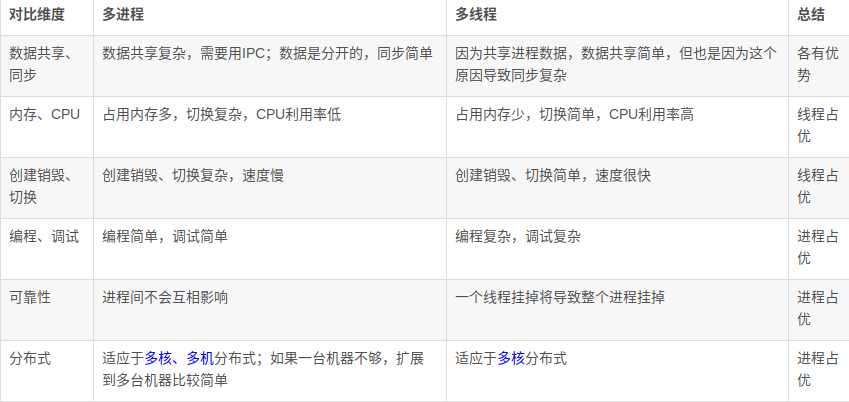 对比维度 多进程 多线程 总结
数据共享、
同步
数据共享复杂，需要用IPC；数据是分开的，同步简单
因为共享进程数据，数据共享简单，但也是因为这个
原因导致同步复杂
各有优
势
内存、CPU
占用内存多，切换复杂，CPU利用率低
占用内存少，切换简单，CPU利用率高
线程占
优
创建销毁、
切换
创建销毁、切换复杂，速度慢
创建销毁、切换简单，速度很快
线程占
优
编程、调试
编程简单，调试简单
编程复杂，调试复杂
进程占
优
可靠性
进程间不会互相影响
一个线程挂掉将导致整个进程挂掉
进程占
优
分布式
适应于多核、多机分布式；如果一台机器不够，扩展
到多台机器比较简单
适应于多核分布式
进程占
优